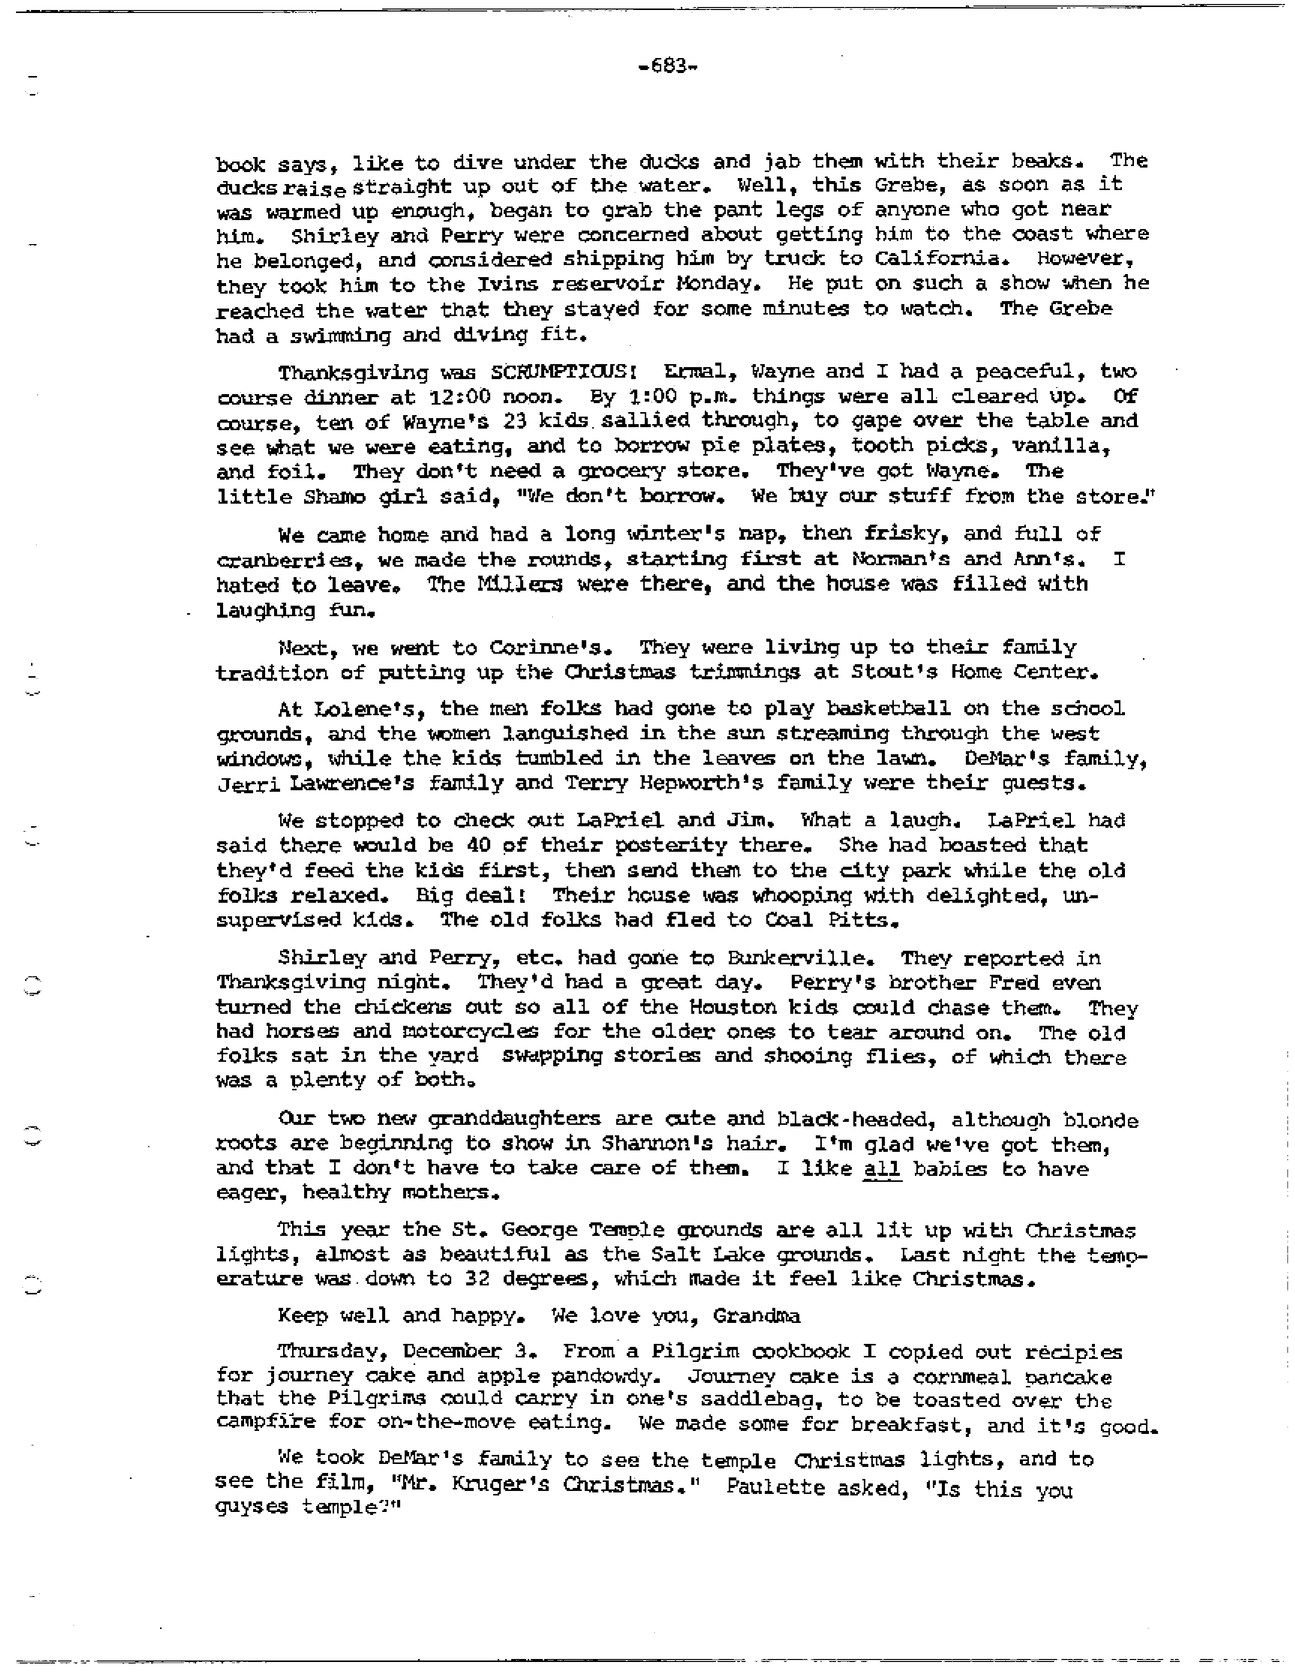 -683-
book says, like to dive under the ducks and jab them with their beaks. The
ducks raise straight up out of the water. Well, this Grebe, as soon as it
was warmed up enough, began to grab the pant legs of anyone who got near
him. Shirley and Perry were concerned about getting him to the coast where
he belonged, and considered shipping him by truck to California. However,
they took him to the Ivins reservoir Monday. He put on such a show when he
reached the water that they stayed for some minutes to watch. The Grebe
had a swimming and diving fit.
Thanksgiving was SCRUMPTIOUS! Ermal, Wayne and I had a peaceful, two
course dinner at 12:00 noon. By 1:00 p.m. things were all cleared up. Of
course, ten of Wayne's 23 kids sallied through, to gape over the table and
see what we were eating, and to borrow pie plates, tooth picks, vanilla,
and foil. They don't need a grocery store. They've got Wayne. The
little Shamo girl said, "We don't borrow. We buy our stuff from the store."
We came home and had a long winter's nap, then frisky, and full of
cranberries, we made the rounds, starting first at Norman's and Ann's. I
hated to leave. The Millers were there, and the house was filled with
laughing fun.
Next, we went to Corinne's. They were living up to their family
tradition of putting up the Christmas trimmings at Stout's Home Center.
At Lolene's, the men folks had gone to play basketball on the school
grounds, and the women languished in the sun streaming through the west
windows, while the kids tumbled in the leaves on the lawn. DeMar's family,
Jerri Lawrence's family and Terry Hepworth's family were their guests.
We stopped to check out LaPriel and Jim. What a laugh. LaPriel had
said there would be 40 of their posterity there. She had boasted that
they'd feed the kids first, then send them to the city park while the old
folks relaxed. Big deal! Their house was whooping with delighted, un-
supervised kids. The old folks had fled to Coal Pitts.
Shirley and Perry, etc. had gone to Bunkerville. They reported in
Thanksgiving night. They'd had a great day. Perry's brother Fred even
turned the chickens out so all of the Houston kids could chase them. They
had horses and motorcycles for the older ones to tear around on. The old
folks sat in the yard swapping stories and shooing flies, of which there
was a plenty of both.
Our two new granddaughters are cute and black-headed, although blonde
roots are beginning to show in Shannon's hair. I'm glad we've got them,
and that I don't have to take care of them. I like all babies to have
eager, healthy mothers.
This year the St. George Temple grounds are all lit up with Christmas
lights, almost as beautiful as the Salt Lake grounds. Last night the temp-
erature was down to 32 degrees, which made it feel like Christmas.
Keep well and happy. We love you, Grandma
Thursday, December 3. From a Pilgrim cookbook I copied out recipies
for journey cake and apple pandowdy. Journey cake is a cornmeal pancake
that the Pilgrims could carry in one's saddlebag, to be toasted over the
campfire for on-the-move eating. We made some for breakfast, and it's good.
We took DeMar's family to see the temple Christmas lights, and to
see the film, "Mr. Kruger's Christmas." Paulette asked, "Is this you
guyses temple?"